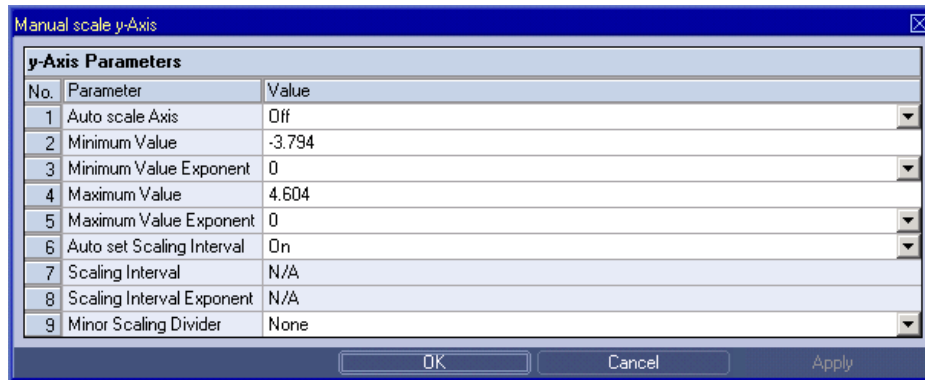 Manual scale y-Axis
y-Axis Parameters
No. Parameter Value
1 Auto scale Axis Off
2 Minimum Value -3.794
3 Minimum Value Exponent 0
4 Maximum Value 4.604
5 Maximum Value Exponent 0
6 Auto set Scaling Interval On
7 Scaling Interval N/A
8 Scaling Interval Exponent N/A
9 Minor Scaling Divider None
OK Cancel Apply